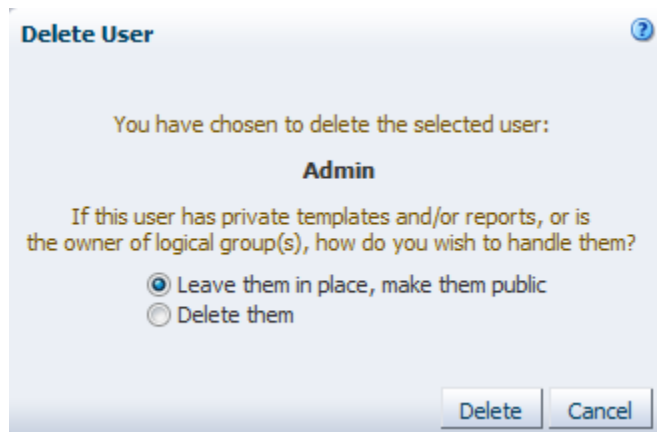 Delete User
?
You have chosen to delete the selected user:
Admin
If this user has private templates and/or reports, or is
the owner of logical group(s), how do you wish to handle them?
Leave them in place, make them public
Delete them
Delete
Cancel